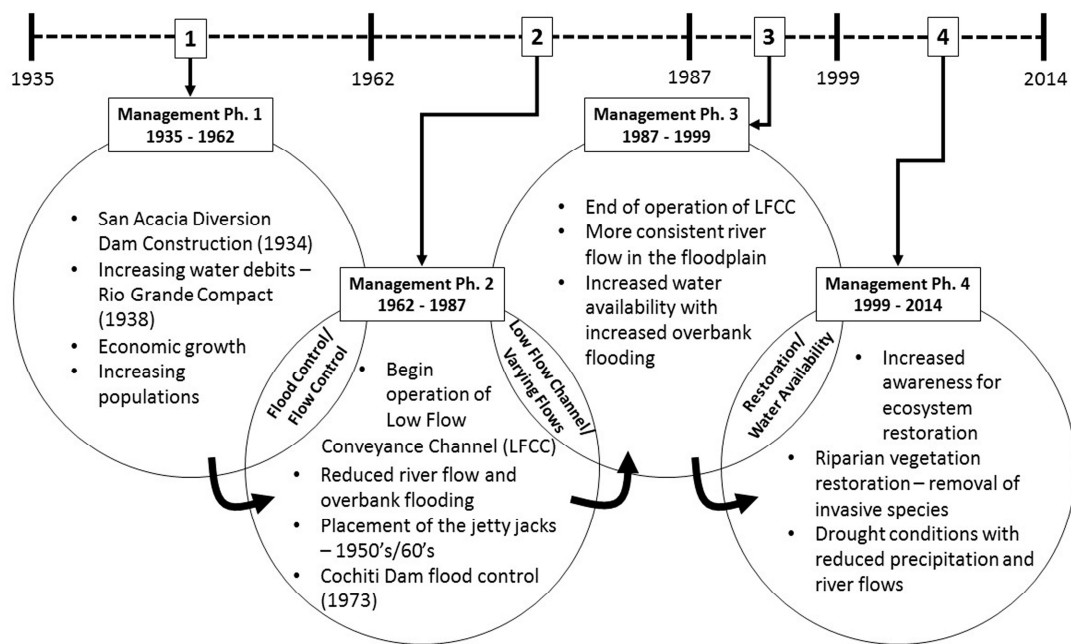 1
2
3
4
1935
1962
1987
1999
2014
Management Ph. 1
1935 - 1962
• San Acacia Diversion
Dam Construction (1934)
• Increasing water debits –
Rio Grande Compact
(1938)
• Economic growth
• Increasing
populations
Flood Control/
Flow Control
Management Ph. 2
1962 - 1987
• Begin
operation of
Low Flow
Conveyance Channel (LFCC)
• Reduced river flow and
overbank flooding
• Placement of the jetty jacks
– 1950's/60's
• Cochiti Dam flood control
(1973)
Low Flow Channel/
Varying Flows
Management Ph. 3
1987 - 1999
• End of operation of LFCC
• More consistent river
flow in the floodplain
• Increased water
availability with
increased overbank
flooding
Restoration/
Water Availability
Management Ph. 4
1999 - 2014
• Increased
awareness for
ecosystem
restoration
• Riparian vegetation
restoration – removal of
invasive species
• Drought conditions with
reduced precipitation and
river flows